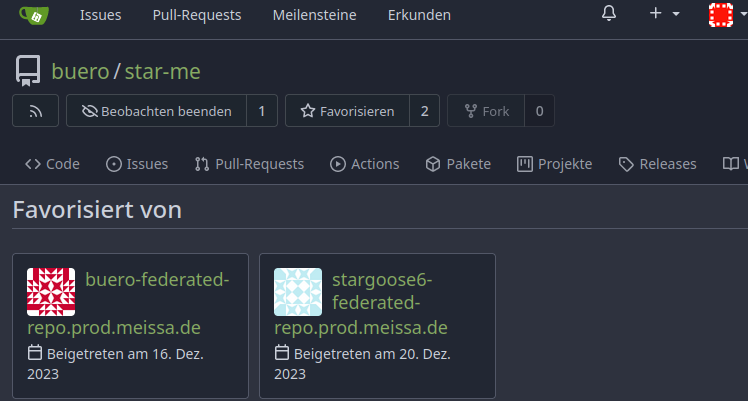 Issues Pull-Requests Meilensteine Erkunden
buero / star-me
Beobachten beenden 1 Favorisieren 2 Fork 0
Code Issues Pull-Requests Actions Pakete Projekte Releases
Favorisiert von
buero-federated-
repo.prod.meissa.de
Beigetreten am 16. Dez.
2023
stargoose6-
federated-
repo.prod.meissa.de
Beigetreten am 20. Dez.
2023